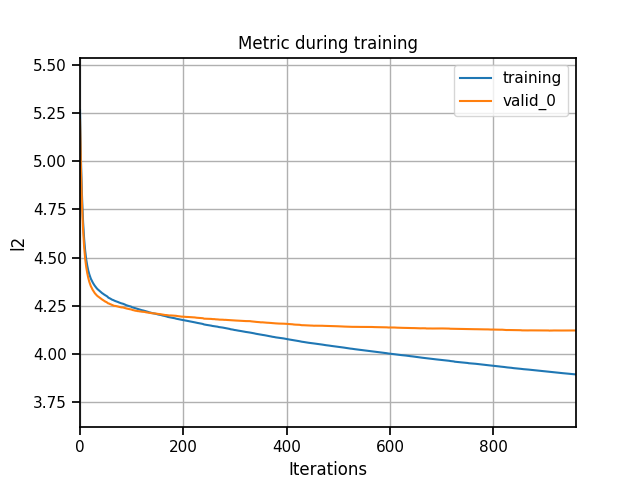 Metric during training
5.50
5.25
5.00
4.75
4.50
4.25
4.00
3.75
l2
training
valid_0
0 200 400 600 800
Iterations